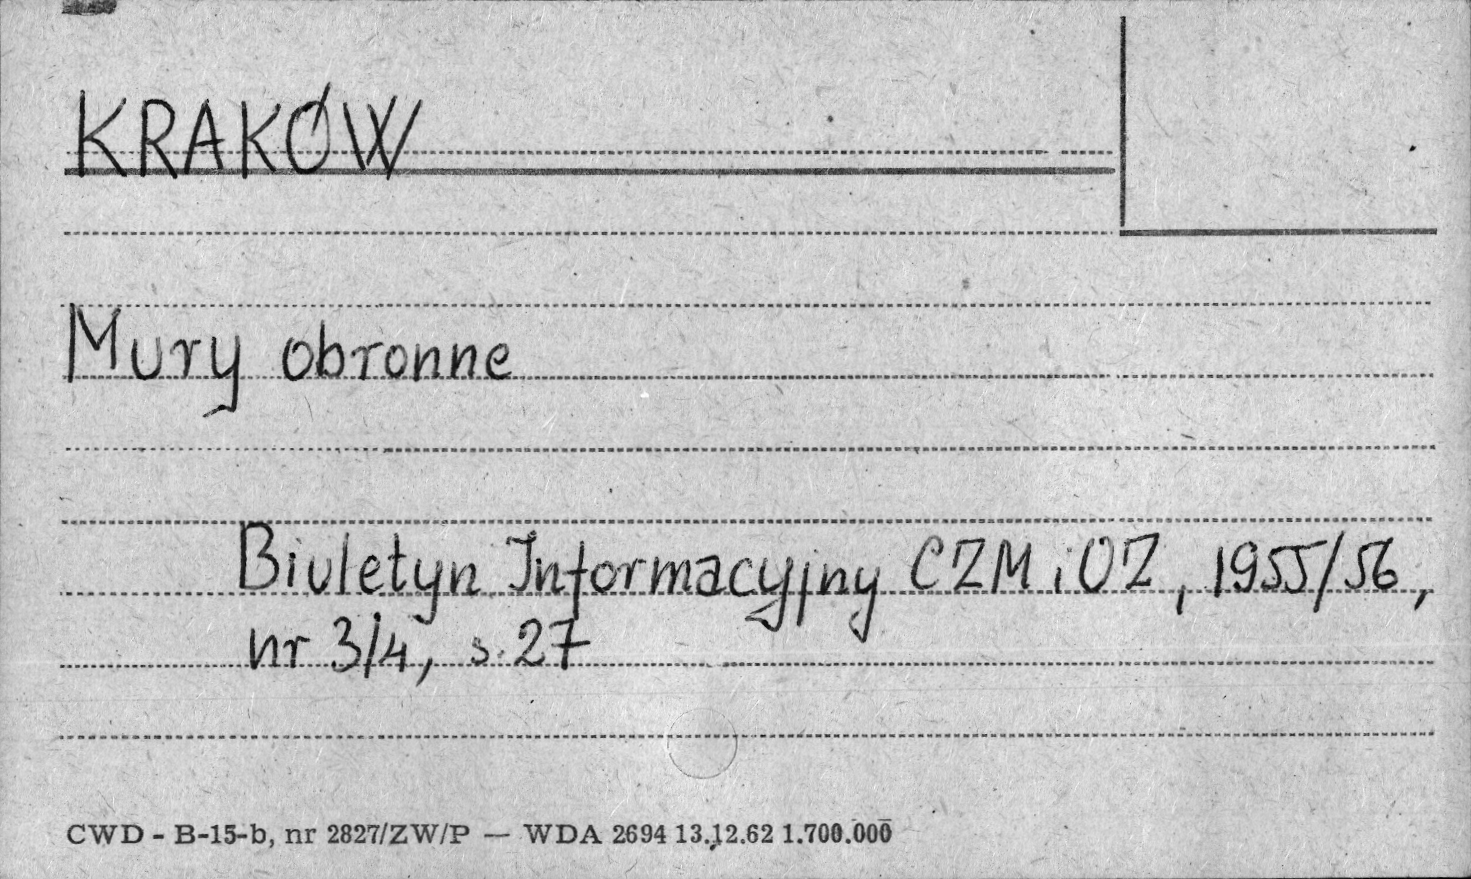 KRAKÓW
Mury obronne
Biuletyn Informacyjny CZM i OZ, 1955/56,
nr 3/4, s. 27
CWD - B-15-b, nr 2827/ZW/P — WDA 2694 13.12.62 1.700.000